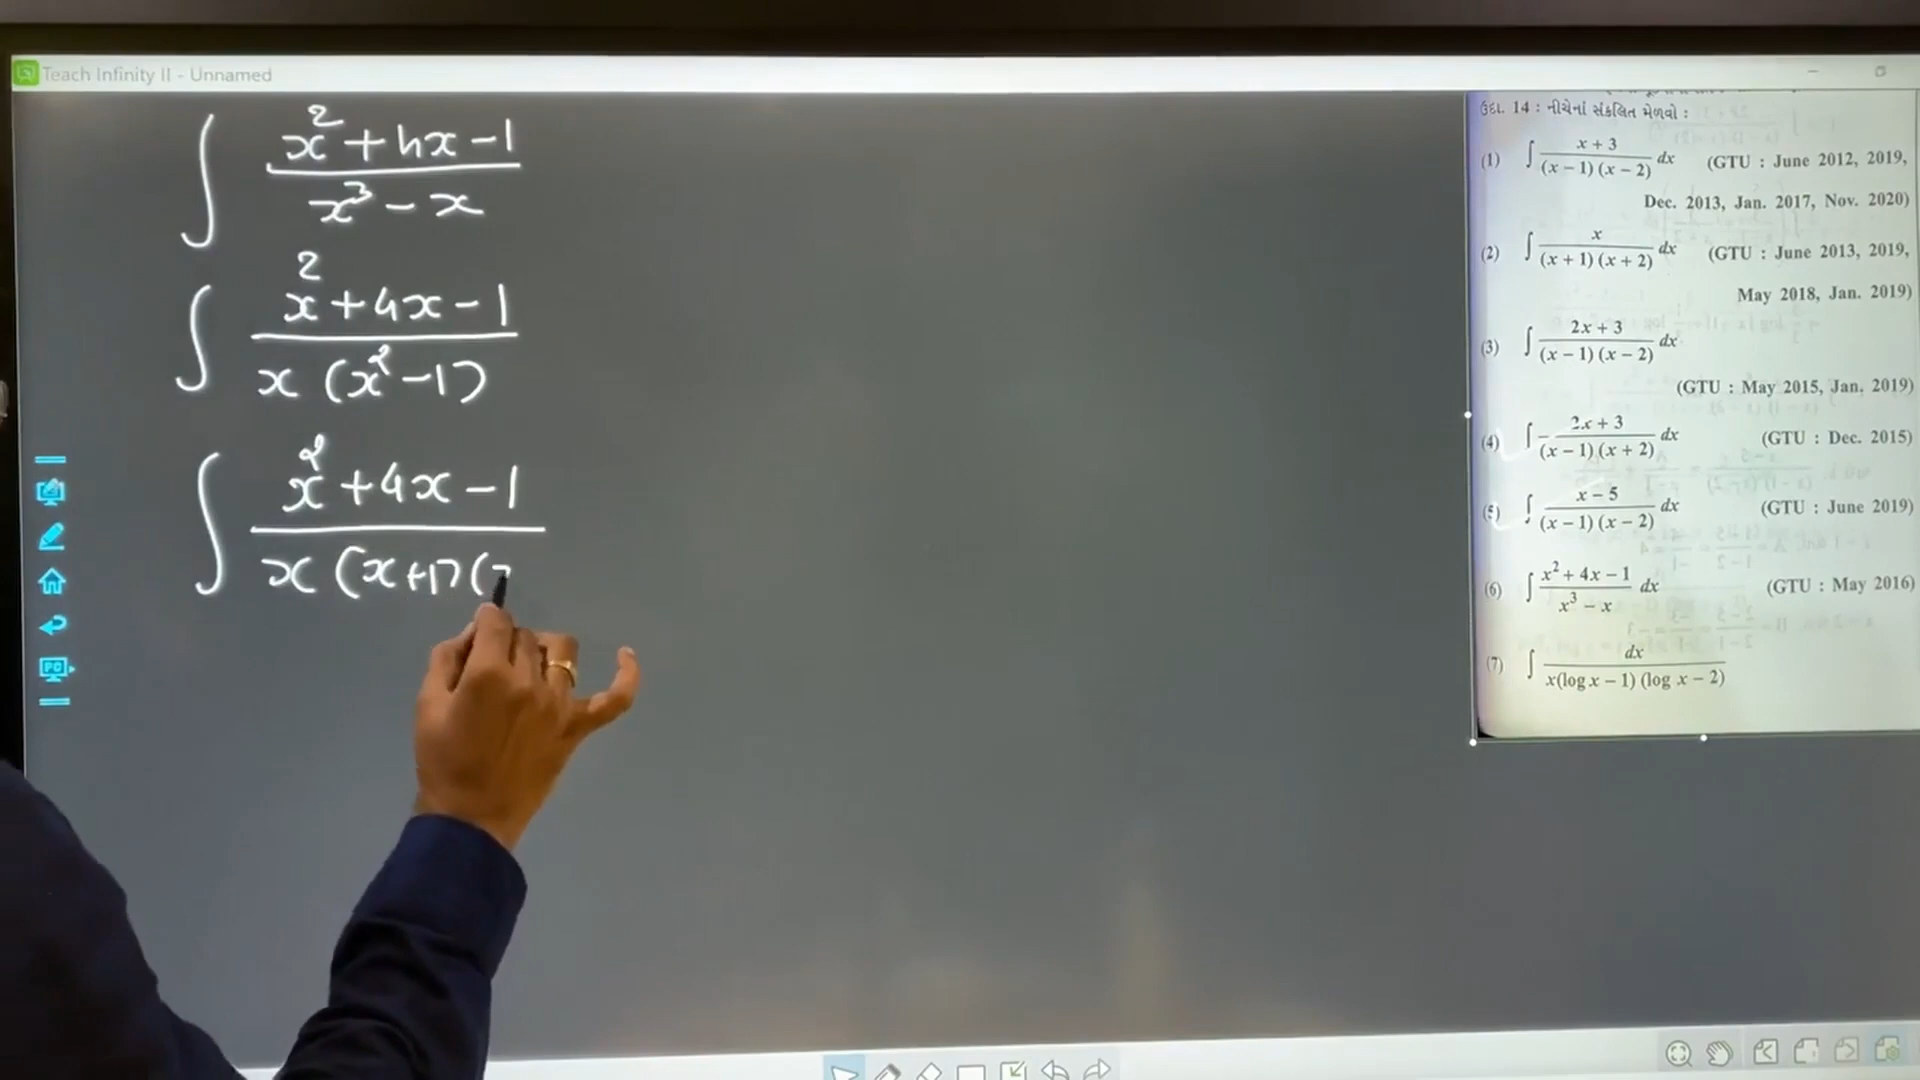 Teach Infinity II - Unnamed
∫ x² + 4x - 1 / x³ - x
∫ x² + 4x - 1 / x (x² - 1)
∫ x² + 4x - 1 / x (x + 1) (
ઉદા. 14 : નીચેનાં સંકલિત મેળવો :
(1) ∫ x + 3 / (x – 1) (x – 2) dx (GTU : June 2012, 2019,
Dec. 2013, Jan. 2017, Nov. 2020)
(2) ∫ x / (x + 1) (x + 2) dx (GTU : June 2013, 2019,
May 2018, Jan. 2019)
(3) ∫ 2x + 3 / (x – 1) (x – 2) dx
(GTU : May 2015, Jan. 2019)
(4) ∫ – 2x + 3 / (x – 1) (x + 2) dx (GTU : Dec. 2015)
(5) ∫ x – 5 / (x – 1) (x – 2) dx (GTU : June 2019)
(6) ∫ x² + 4x – 1 / x³ – x dx (GTU : May 2016)
(7) ∫ dx / x(log x – 1) (log x – 2)
PC